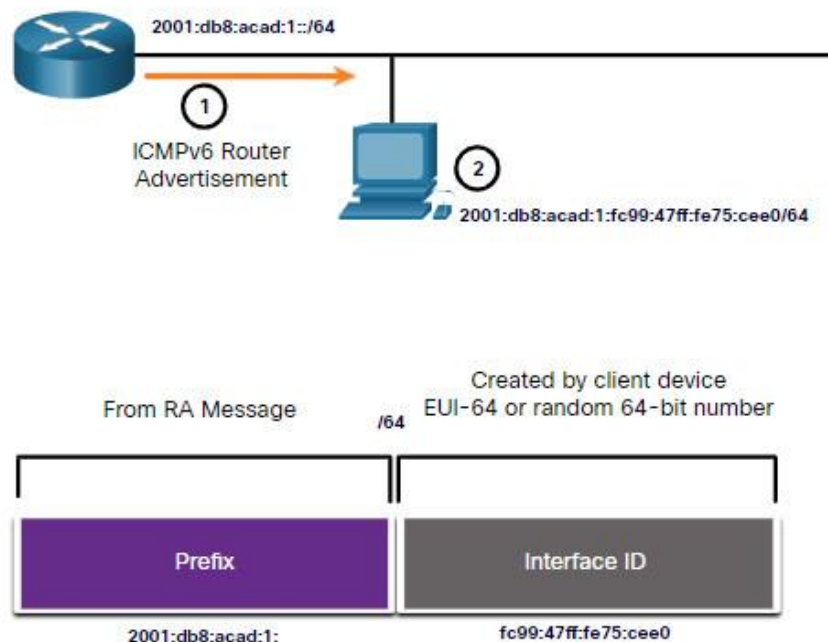 2001:db8:acad:1::/64
1
ICMPv6 Router
Advertisement
2
2001:db8:acad:1:fc99:47ff:fe75:cee0/64
From RA Message
/64
Created by client device
EUI-64 or random 64-bit number
Prefix
Interface ID
2001:db8:acad:1:
fc99:47ff:fe75:cee0